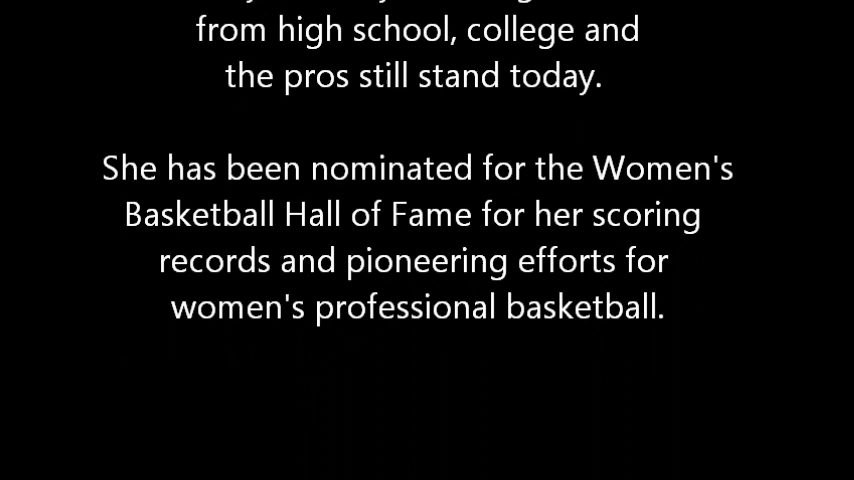 from high school, college and
the pros still stand today.
She has been nominated for the Women's
Basketball Hall of Fame for her scoring
records and pioneering efforts for
women's professional basketball.